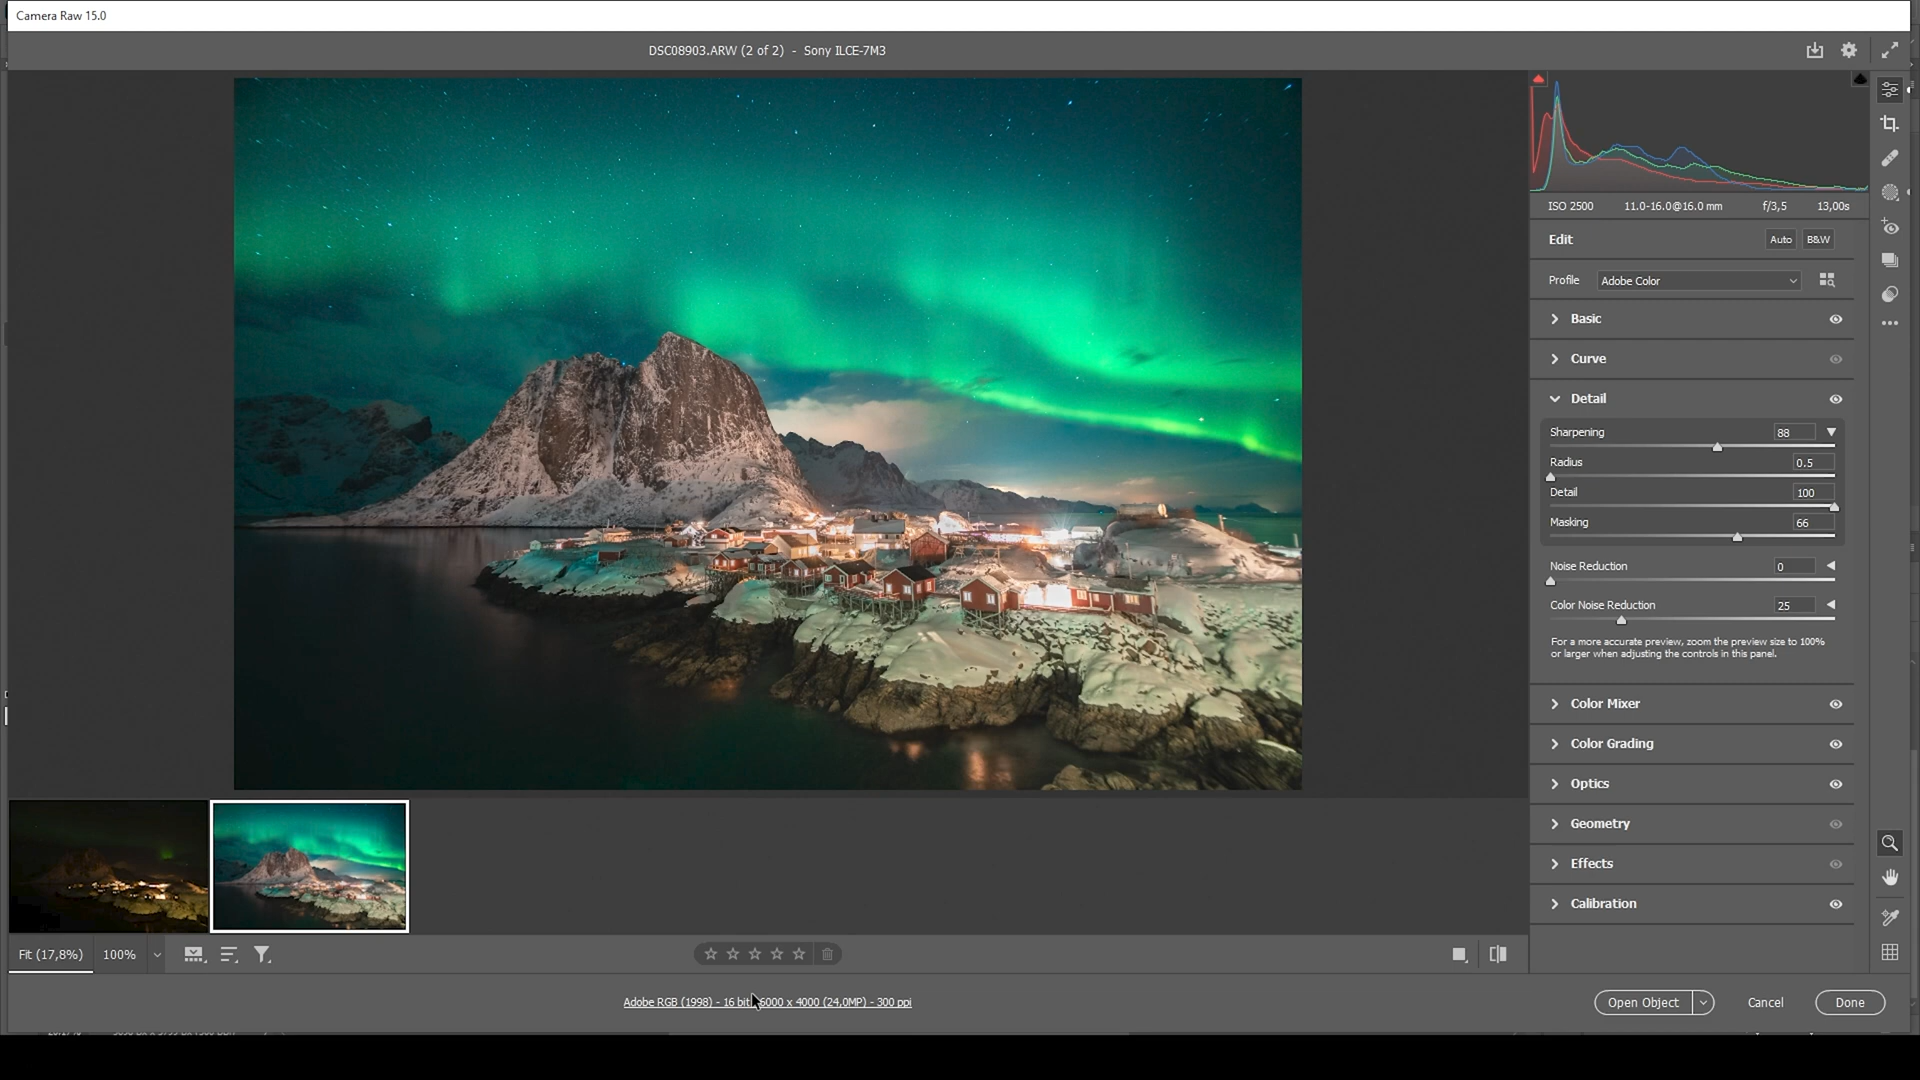 Camera Raw 15.0
DSC08903.ARW (2 of 2) - Sony ILCE-7M3
ISO 2500 11.0-16.0@16.0 mm f/3,5 13,00s
Edit Auto B&W
Profile Adobe Color
Basic
Curve
Detail
Sharpening 88
Radius 0.5
Detail 100
Masking 66
Noise Reduction 0
Color Noise Reduction 25
For a more accurate preview, zoom the preview size to 100%
or larger when adjusting the controls in this panel.
Color Mixer
Color Grading
Optics
Geometry
Effects
Calibration
Fit (17,8%) 100%
Adobe RGB (1998) - 16 bit 6000 x 4000 (24,0MP) - 300 ppi
Open Object Cancel Done